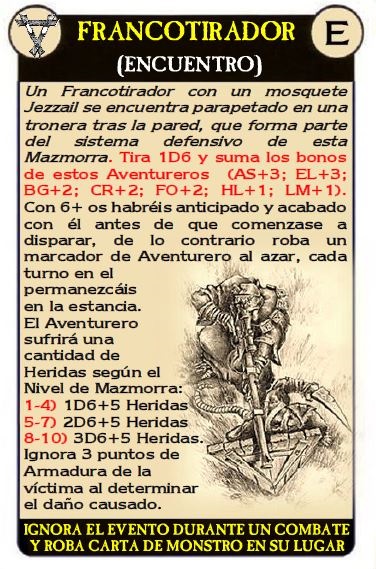 FRANCOTIRADOR
E
(ENCUENTRO)
Un Francotirador con un mosquete
Jezzail se encuentra parapetado en una
tronera tras la pared, que forma parte
del sistema defensivo de esta
Mazmorra. Tira 1D6 y suma los bonos
de estos Aventureros (AS+3; EL+3;
BG+2; CR+2; FO+2; HL+1; LM+1).
Con 6+ os habréis anticipado y acabado
con él antes de que comenzase a
disparar, de lo contrario roba un
marcador de Aventurero al azar, cada
turno en el que
permanezcáis
en la estancia.
El Aventurero
sufrirá una
cantidad de
Heridas según el
Nivel de Mazmorra:
1-4) 1D6+5 Heridas
5-7) 2D6+5 Heridas
8-10) 3D6+5 Heridas.
Ignora 3 puntos de
Armadura de la
víctima al determinar
el daño causado.
IGNORA EL EVENTO DURANTE UN COMBATE
Y ROBA CARTA DE MONSTRO EN SU LUGAR